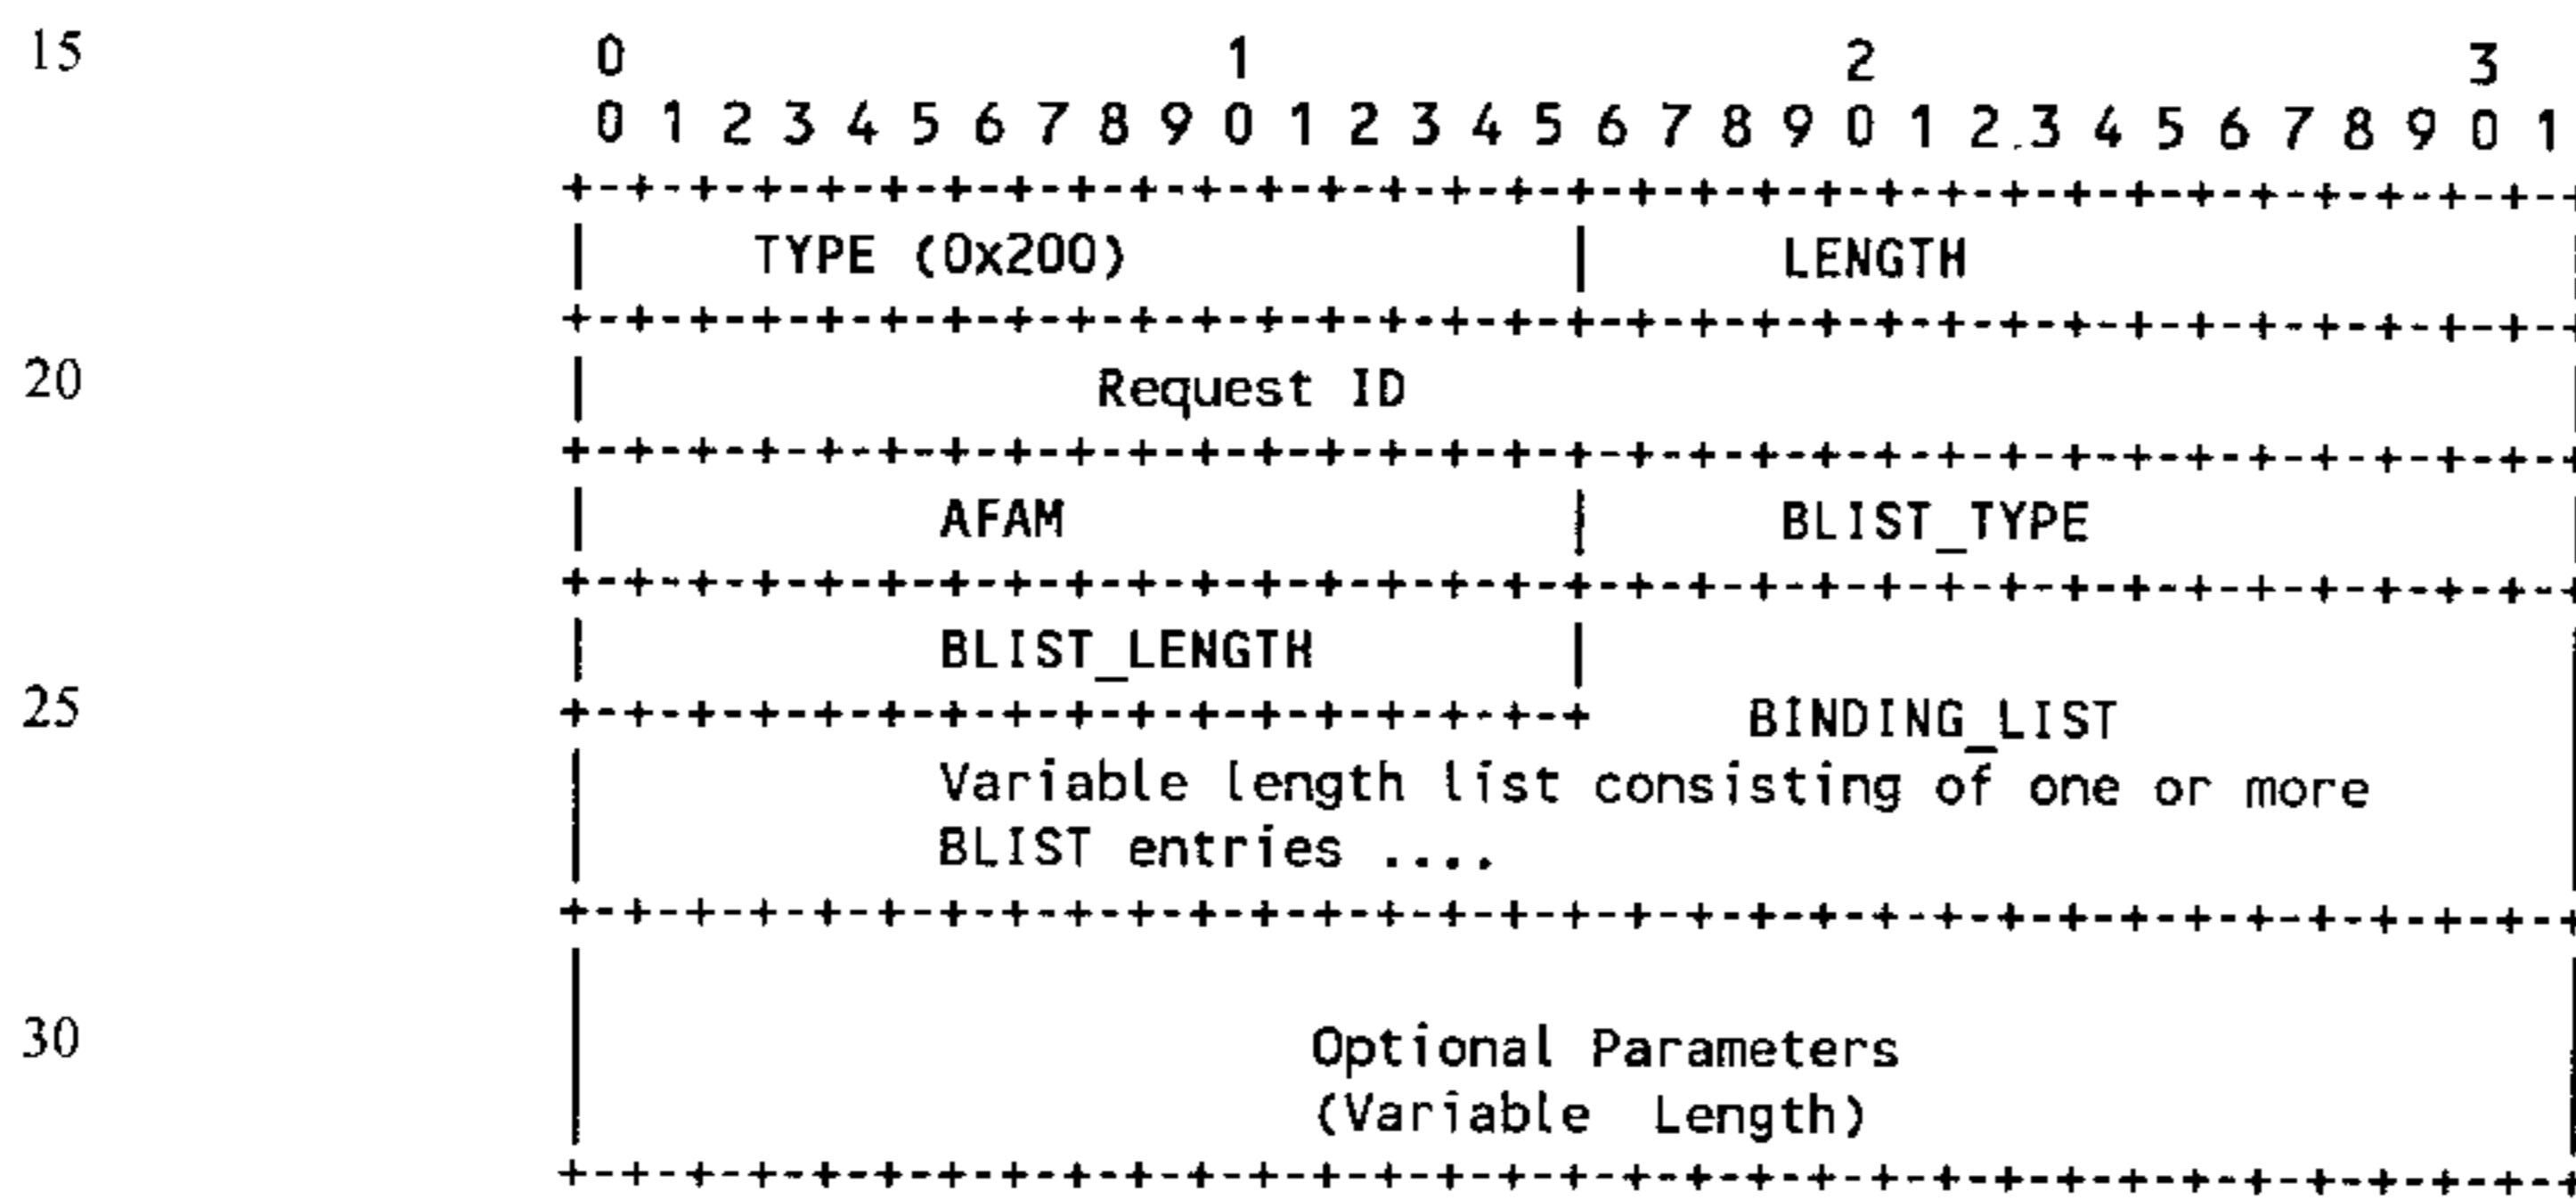 15 0 1 2 3
0 1 2 3 4 5 6 7 8 9 0 1 2 3 4 5 6 7 8 9 0 1 2 3 4 5 6 7 8 9 0 1
+-+-+-+-+-+-+-+-+-+-+-+-+-+-+-+-+-+-+-+-+-+-+-+-+-+-+-+-+-+-+-+-+
| TYPE (0x200) | LENGTH |
+-+-+-+-+-+-+-+-+-+-+-+-+-+-+-+-+-+-+-+-+-+-+-+-+-+-+-+-+-+-+-+-+
20 | Request ID |
+-+-+-+-+-+-+-+-+-+-+-+-+-+-+-+-+-+-+-+-+-+-+-+-+-+-+-+-+-+-+-+-+
| AFAM | BLIST_TYPE |
+-+-+-+-+-+-+-+-+-+-+-+-+-+-+-+-+-+-+-+-+-+-+-+-+-+-+-+-+-+-+-+-+
| BLIST_LENGTH | |
25 +-+-+-+-+-+-+-+-+-+-+-+-+-+-+-+-+ BINDING_LIST |
| Variable length list consisting of one or more |
| BLIST entries .... |
+-+-+-+-+-+-+-+-+-+-+-+-+-+-+-+-+-+-+-+-+-+-+-+-+-+-+-+-+-+-+-+-+
30 | Optional Parameters |
| (Variable Length) |
+-+-+-+-+-+-+-+-+-+-+-+-+-+-+-+-+-+-+-+-+-+-+-+-+-+-+-+-+-+-+-+-+